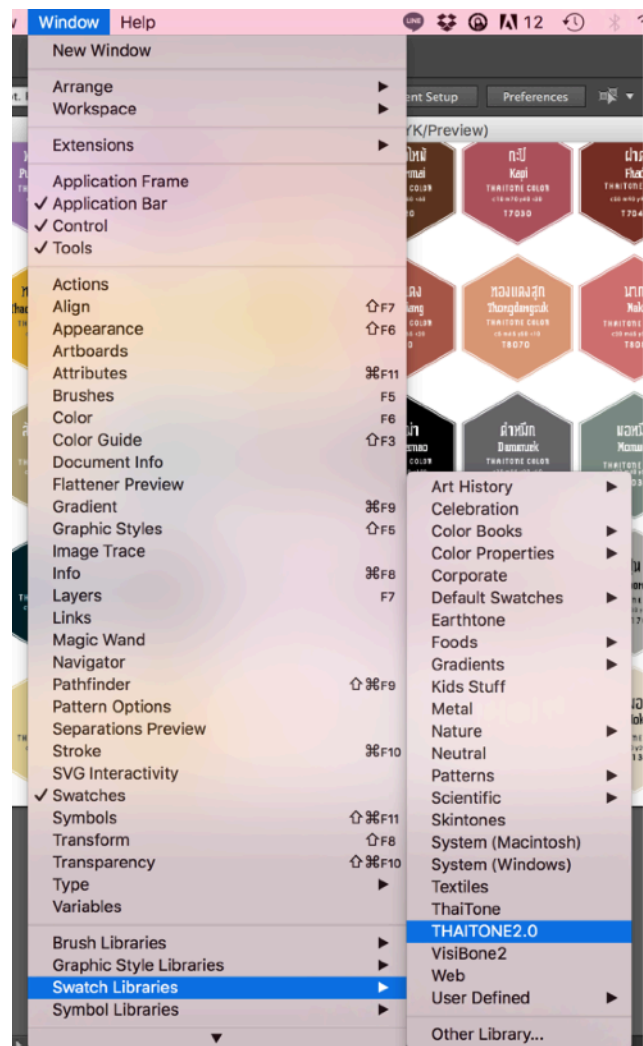 Window Help
12
New Window
Arrange
Workspace
Extensions
Application Frame
✓ Application Bar
✓ Control
✓ Tools
Actions
Align ⇧F7
Appearance ⇧F6
Artboards
Attributes ⌘F11
Brushes F5
Color F6
Color Guide ⇧F3
Document Info
Flattener Preview
Gradient ⌘F9
Graphic Styles ⇧F5
Image Trace
Info ⌘F8
Layers F7
Links
Magic Wand
Navigator
Pathfinder ⇧⌘F9
Pattern Options
Separations Preview
Stroke ⌘F10
SVG Interactivity
✓ Swatches
Symbols ⇧⌘F11
Transform ⇧F8
Transparency ⇧⌘F10
Type
Variables
Brush Libraries
Graphic Style Libraries
Swatch Libraries
Symbol Libraries
ent Setup Preferences
YK/Preview)
กะปิ
Kapi
THAITONE COLOR
T7030
ทองแดงสุก
Thongdangsuk
THAITONE COLOR
T8070
ดำหมึก
Dammuek
THAITONE COLOR
Art History
Celebration
Color Books
Color Properties
Corporate
Default Swatches
Earthtone
Foods
Gradients
Kids Stuff
Metal
Nature
Neutral
Patterns
Scientific
Skintones
System (Macintosh)
System (Windows)
Textiles
ThaiTone
THAITONE2.0
VisiBone2
Web
User Defined
Other Library...